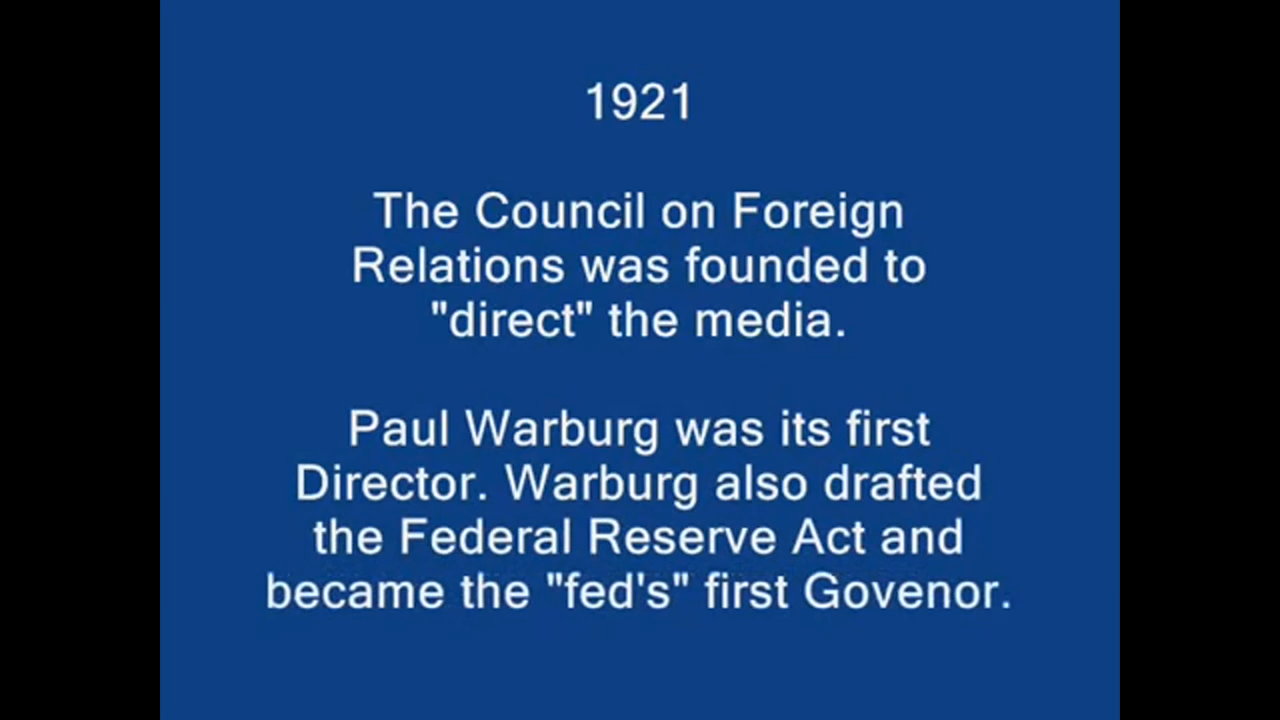 1921
The Council on Foreign
Relations was founded to
"direct" the media.
Paul Warburg was its first
Director. Warburg also drafted
the Federal Reserve Act and
became the "fed's" first Govenor.